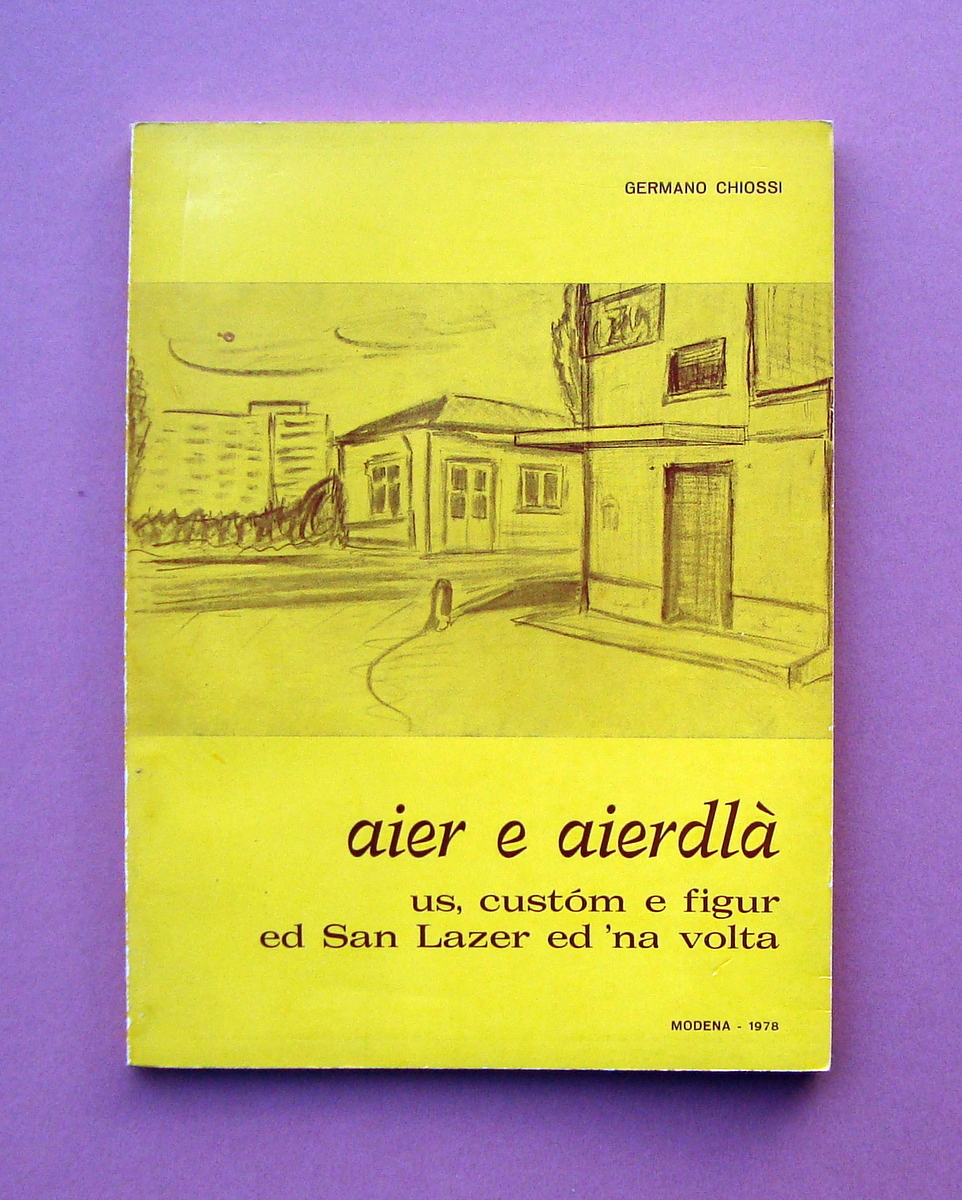 GERMANO CHIOSSI
aier e aierdlà
us, custóm e figur
ed San Lazer ed 'na volta
MODENA - 1978